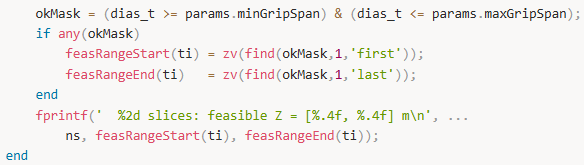 okMask = (dias_t >= params.minGripSpan) & (dias_t <= params.maxGripSpan);
if any(okMask)
feasRangeStart(ti) = zv(find(okMask,1,'first'));
feasRangeEnd(ti)   = zv(find(okMask,1,'last'));
end
fprintf('  %2d slices: feasible Z = [%.4f, %.4f] m\n', ...
ns, feasRangeStart(ti), feasRangeEnd(ti));
end